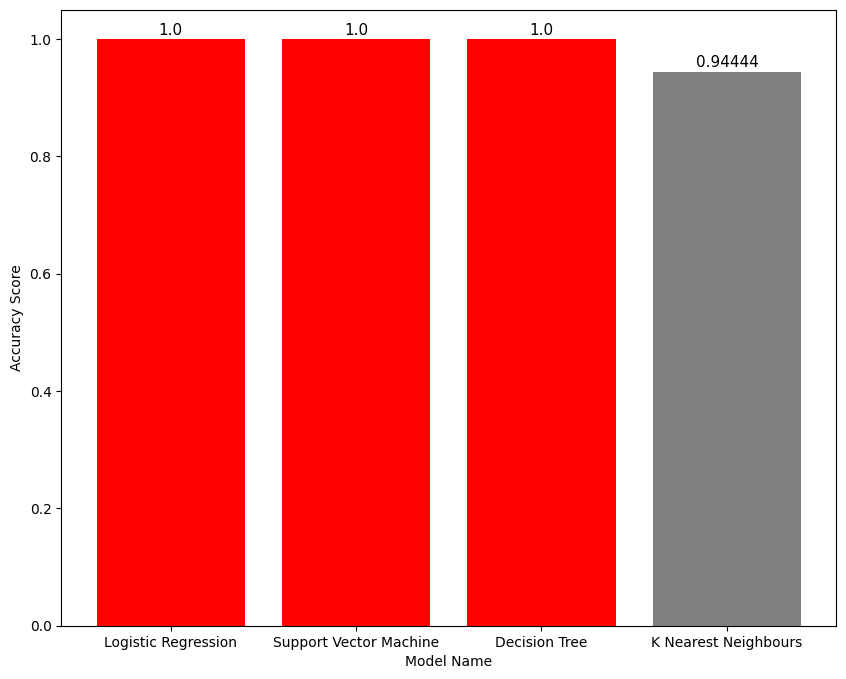 1.0 1.0 1.0 0.94444
1.0
0.8
0.6
0.4
0.2
0.0
Accuracy Score
Logistic Regression Support Vector Machine Decision Tree K Nearest Neighbours
Model Name